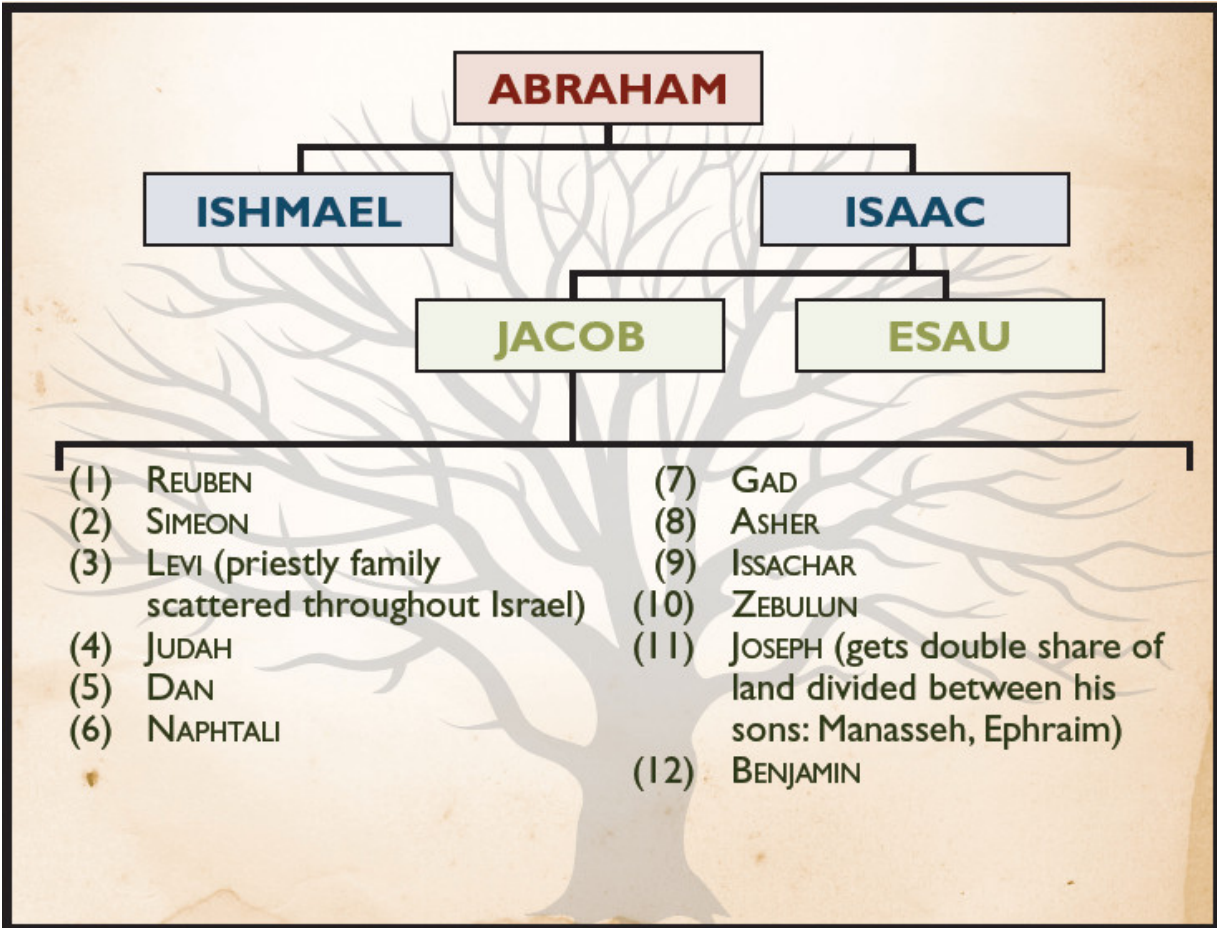 ABRAHAM
ISHMAEL
ISAAC
JACOB
ESAU
(1) REUBEN
(2) SIMEON
(3) LEVI (priestly family
scattered throughout Israel)
(4) JUDAH
(5) DAN
(6) NAPHTALI
(7) GAD
(8) ASHER
(9) ISSACHAR
(10) ZEBULUN
(11) JOSEPH (gets double share of
land divided between his
sons: Manasseh, Ephraim)
(12) BENJAMIN